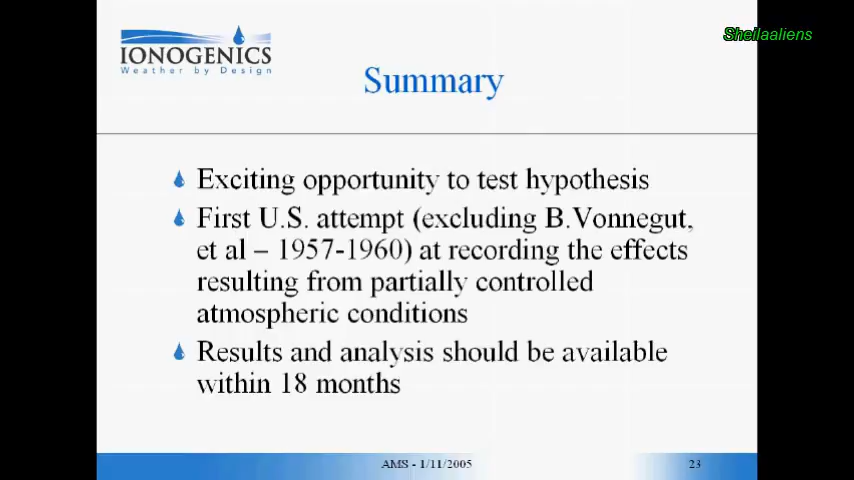 Sheilaaliens
IONOGENICS
Weather by Design
Summary
Exciting opportunity to test hypothesis
First U.S. attempt (excluding B.Vonnegut,
et al – 1957-1960) at recording the effects
resulting from partially controlled
atmospheric conditions
Results and analysis should be available
within 18 months
AMS - 1/11/2005
23